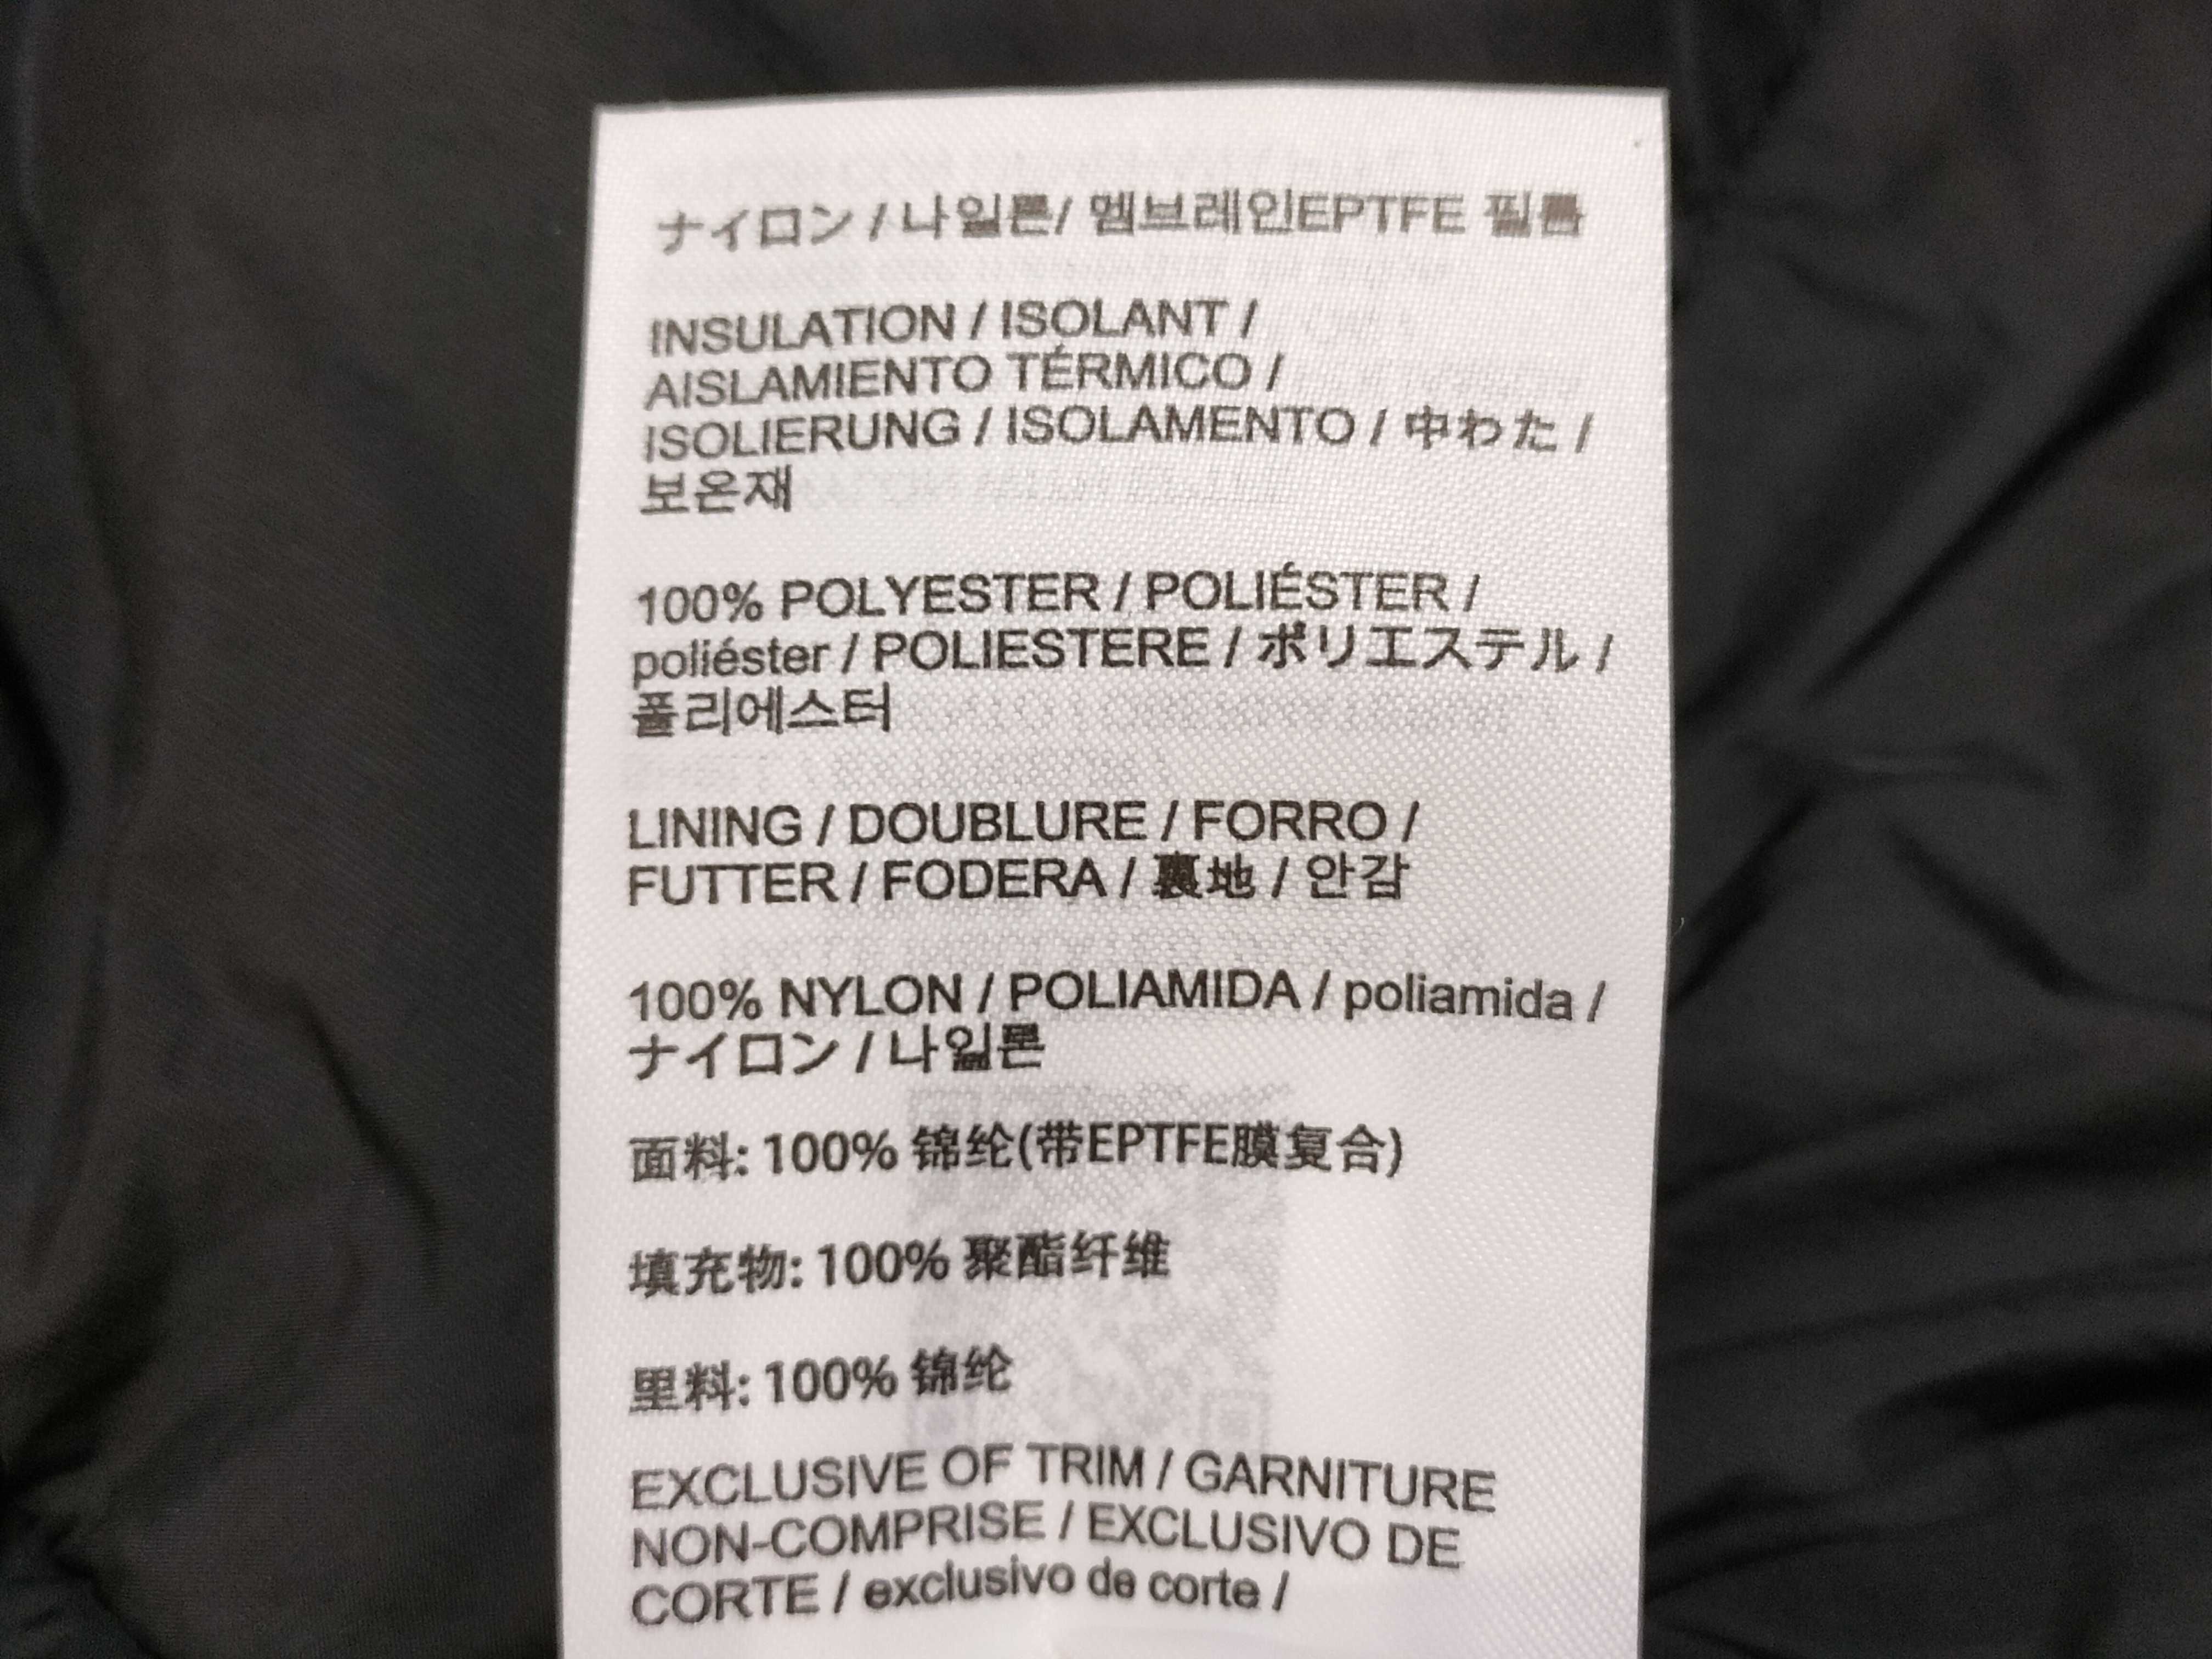 ナイロン / 나일론/ 멤브레인EPTFE 필름
INSULATION / ISOLANT /
AISLAMIENTO TÉRMICO /
ISOLIERUNG / ISOLAMENTO / 中わた /
보온재
100% POLYESTER / POLIÉSTER /
poliéster / POLIESTERE / ポリエステル /
폴리에스터
LINING / DOUBLURE / FORRO /
FUTTER / FODERA / 裏地 / 안감
100% NYLON / POLIAMIDA / poliamida /
ナイロン / 나일론
面料: 100% 锦纶(带EPTFE膜复合)
填充物: 100% 聚酯纤维
里料: 100% 锦纶
EXCLUSIVE OF TRIM / GARNITURE
NON-COMPRISE / EXCLUSIVO DE
CORTE / exclusivo de corte /